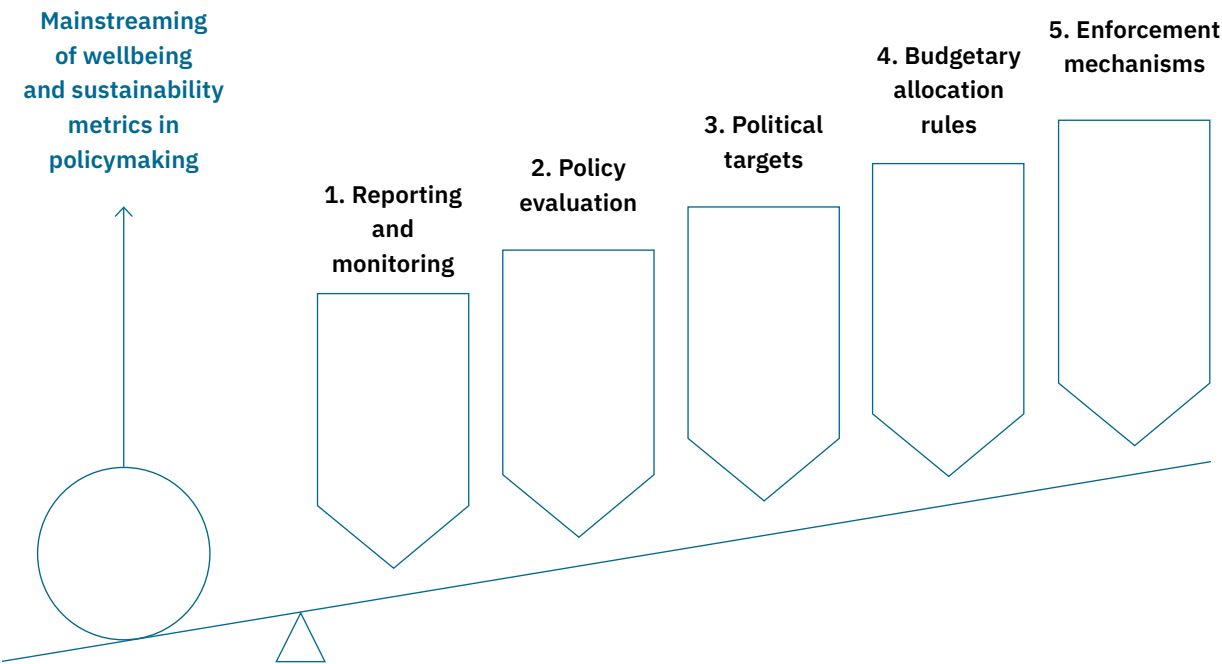 Mainstreaming
of wellbeing
and sustainability
metrics in
policymaking
1. Reporting
and
monitoring
2. Policy
evaluation
3. Political
targets
4. Budgetary
allocation
rules
5. Enforcement
mechanisms